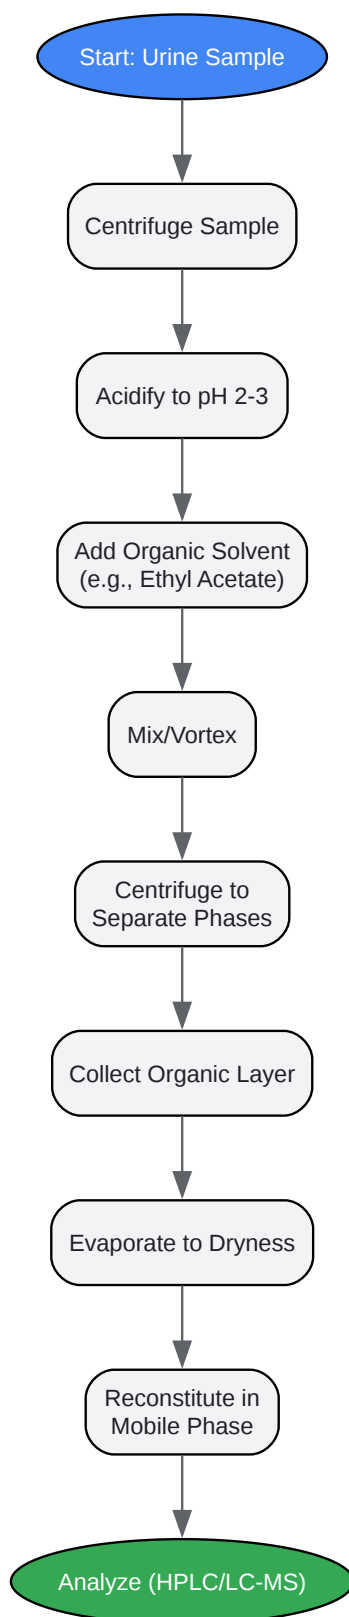 Start: Urine Sample
Centrifuge Sample
Acidify to pH 2-3
Add Organic Solvent
(e.g., Ethyl Acetate)
Mix/Vortex
Centrifuge to
Separate Phases
Collect Organic Layer
Evaporate to Dryness
Reconstitute in
Mobile Phase
Analyze (HPLC/LC-MS)